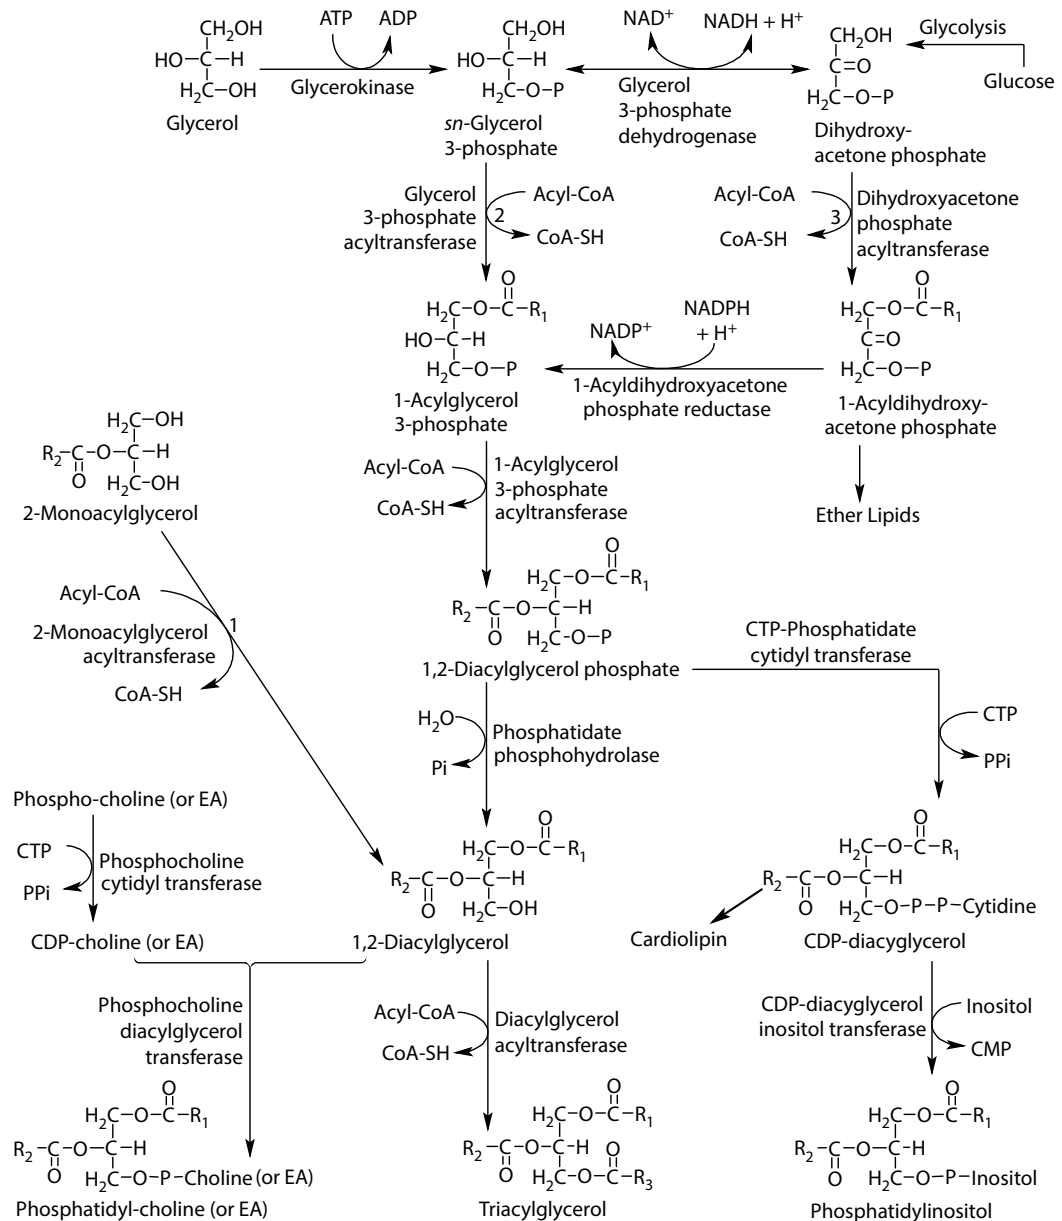 ATP ADP
NAD+ NADH + H+
CH2OH
HO–C–H
H2C–OH
Glycerol
Glycerokinase
CH2OH
HO–C–H
H2C–O–P
sn-Glycerol
3-phosphate
Glycerol
3-phosphate
dehydrogenase
CH2OH
C=O
H2C–O–P
Dihydroxy-
acetone phosphate
Glycolysis
Glucose
Glycerol
3-phosphate
acyltransferase
2
Acyl-CoA
CoA-SH
Acyl-CoA
CoA-SH
3
Dihydroxyacetone
phosphate
acyltransferase
O
H2C–O–C–R1
HO–C–H
H2C–O–P
1-Acylglycerol
3-phosphate
NADP+
NADPH
+ H+
1-Acyldihydroxyacetone
phosphate reductase
O
H2C–O–C–R1
C=O
H2C–O–P
1-Acyldihydroxy-
acetone phosphate
Ether Lipids
H2C–OH
R2–C–O–C–H
O H2C–OH
2-Monoacylglycerol
Acyl-CoA
CoA-SH
1-Acylglycerol
3-phosphate
acyltransferase
Acyl-CoA
2-Monoacylglycerol
acyltransferase
1
CoA-SH
O
H2C–O–C–R1
R2–C–O–C–H
O H2C–O–P
1,2-Diacylglycerol phosphate
CTP-Phosphatidate
cytidyl transferase
CTP
PPi
H2O
Pi
Phosphatidate
phosphohydrolase
Phospho-choline (or EA)
CTP
PPi
Phosphocholine
cytidyl transferase
CDP-choline (or EA)
O
H2C–O–C–R1
R2–C–O–C–H
O H2C–OH
1,2-Diacylglycerol
O
H2C–O–C–R1
R2–C–O–C–H
O H2C–O–P–P–Cytidine
CDP-diacyglycerol
Cardiolipin
Phosphocholine
diacylglycerol
transferase
Acyl-CoA
CoA-SH
Diacylglycerol
acyltransferase
CDP-diacyglycerol
inositol transferase
Inositol
CMP
O
H2C–O–C–R1
R2–C–O–C–H
O H2C–O–P–Choline (or EA)
Phosphatidyl-choline (or EA)
O
H2C–O–C–R1
R2–C–O–C–H O
O H2C–O–C–R3
Triacylglycerol
O
H2C–O–C–R1
R2–C–O–C–H
O H2C–O–P–Inositol
Phosphatidylinositol